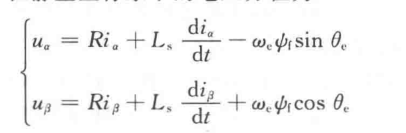 u_α = Ri_α + L_s di_α/dt − ω_e ψ_f sin θ_e
u_β = Ri_β + L_s di_β/dt + ω_e ψ_f cos θ_e